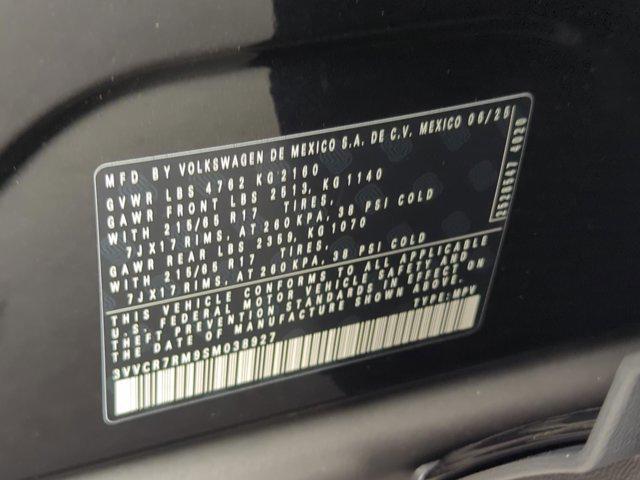 MFD BY VOLKSWAGEN DE MEXICO S.A. DE C.V. MEXICO 06/25
GVWR LBS 4762 KG 2160
GAWR FRONT LBS 2513, KG 1140
WITH 215/65 R17 TIRES,
7JX17 RIMS, AT 260 KPA, 38 PSI COLD
GAWR REAR LBS 2359, KG 1070
WITH 215/65 R17 TIRES,
7JX17 RIMS, AT 260 KPA, 38 PSI COLD
THIS VEHICLE CONFORMS TO ALL APPLICABLE
U.S. FEDERAL MOTOR VEHICLE SAFETY AND
THEFT PREVENTION STANDARDS IN EFFECT ON THE
DATE OF MANUFACTURE SHOWN ABOVE.
3VVCR7RM9SM038927 TYPE: MPV
4020